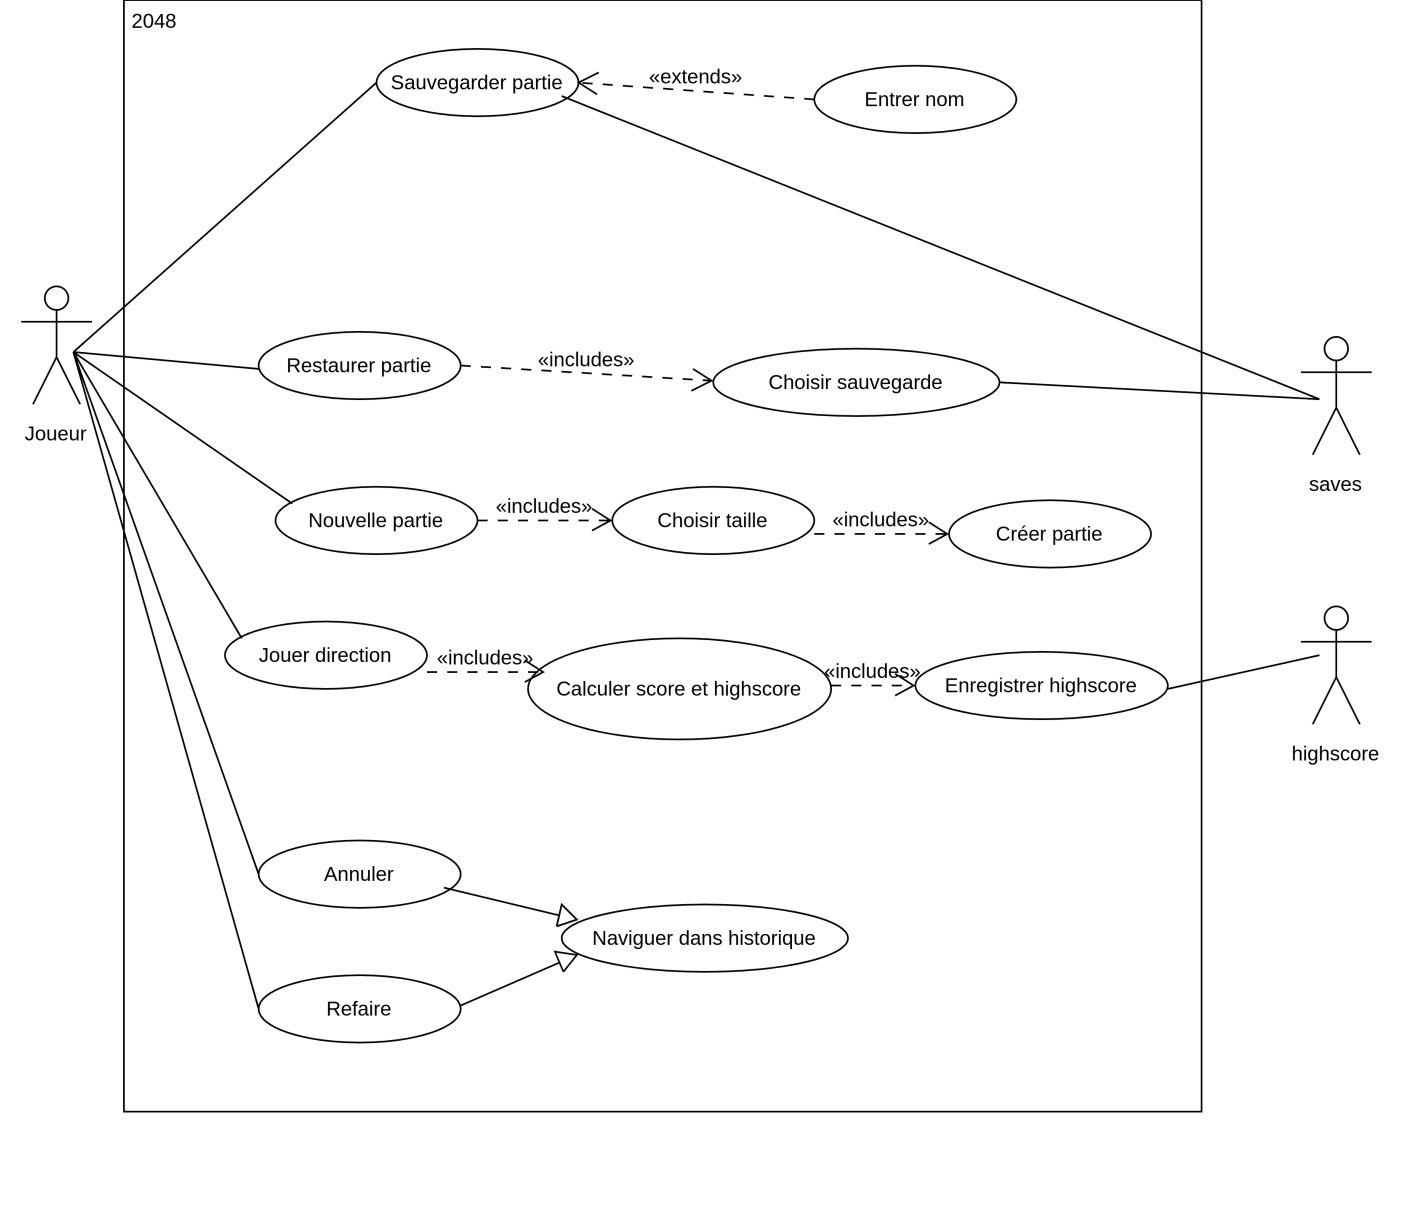 2048
Sauvegarder partie
«extends»
Entrer nom
Joueur
Restaurer partie
«includes»
Choisir sauvegarde
saves
Nouvelle partie
«includes»
Choisir taille
«includes»
Créer partie
Jouer direction
«includes»
Calculer score et highscore
«includes»
Enregistrer highscore
highscore
Annuler
Naviguer dans historique
Refaire